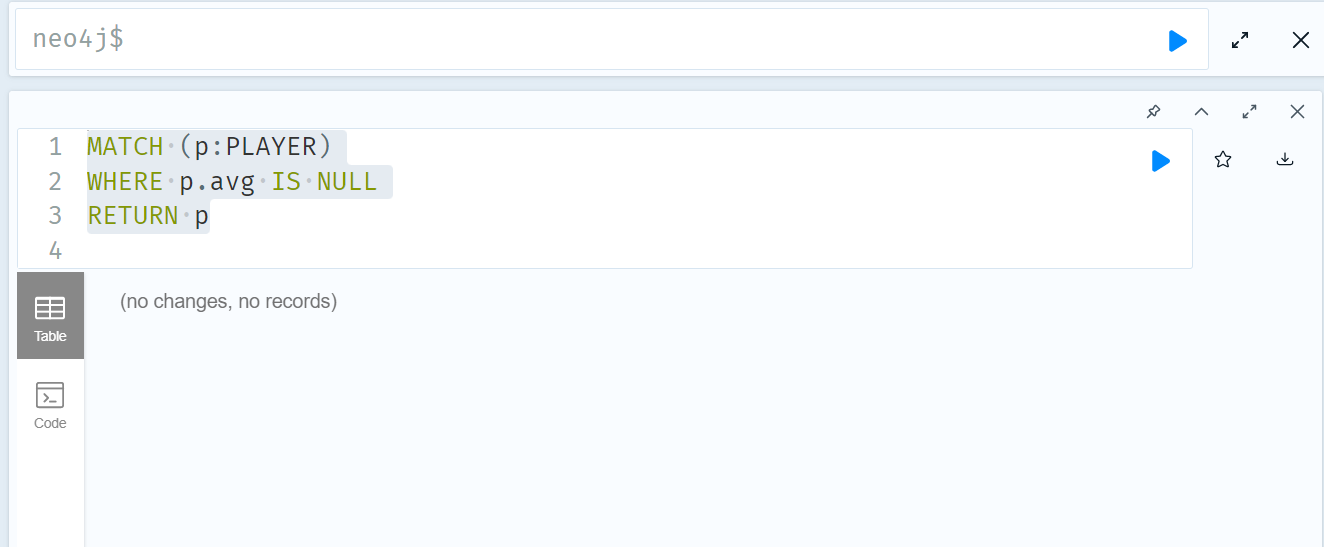 neo4j$
1 MATCH (p:PLAYER)
2 WHERE p.avg IS NULL
3 RETURN p
4
(no changes, no records)
Table
Code